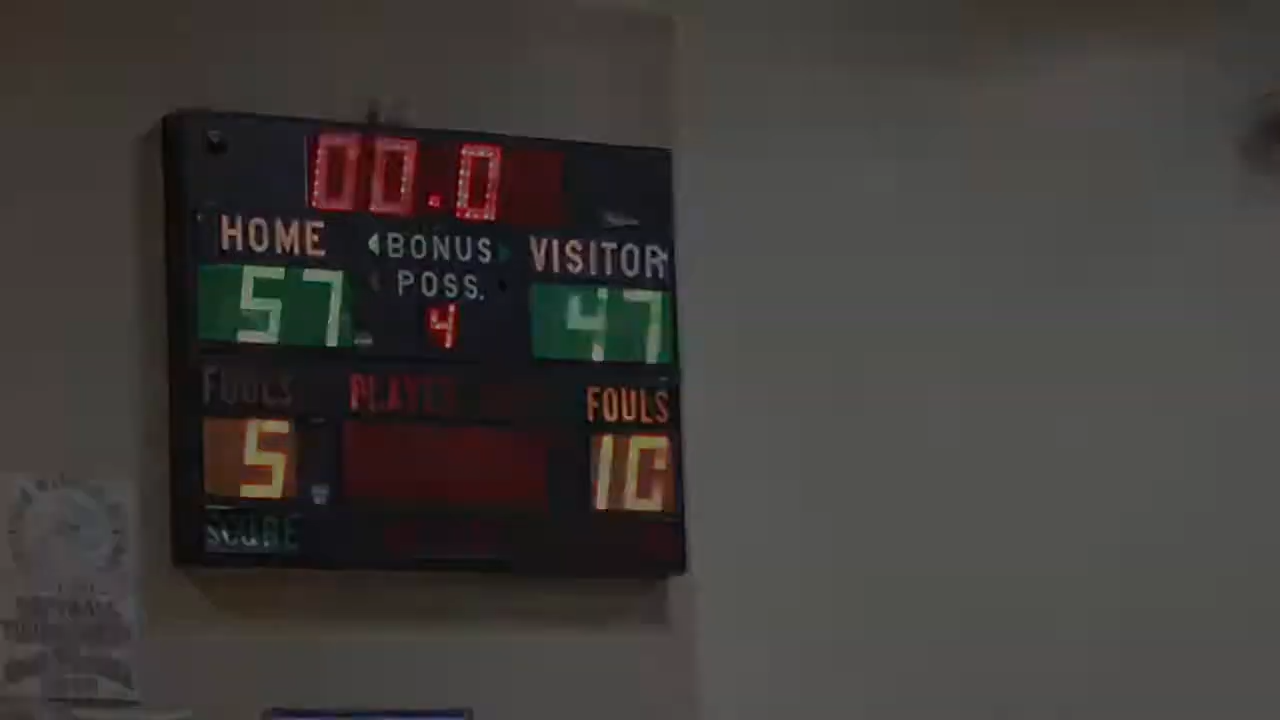 00.0
HOME ◀BONUS▶ VISITOR
57 POSS. 47
4
FOULS PLAYER FOULS
5 10
SCORE